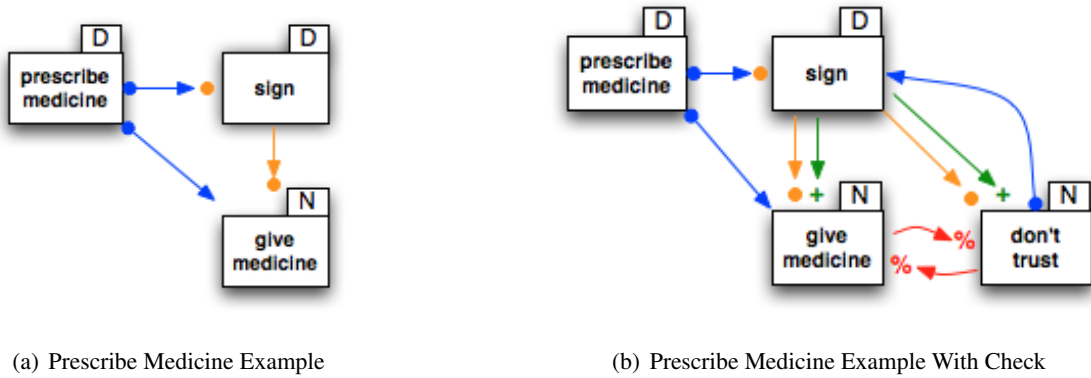 D
prescribe
medicine
D
sign
N
give
medicine
(a) Prescribe Medicine Example
D
prescribe
medicine
D
sign
+
+
N
give
medicine
%
%
N
don't
trust
(b) Prescribe Medicine Example With Check